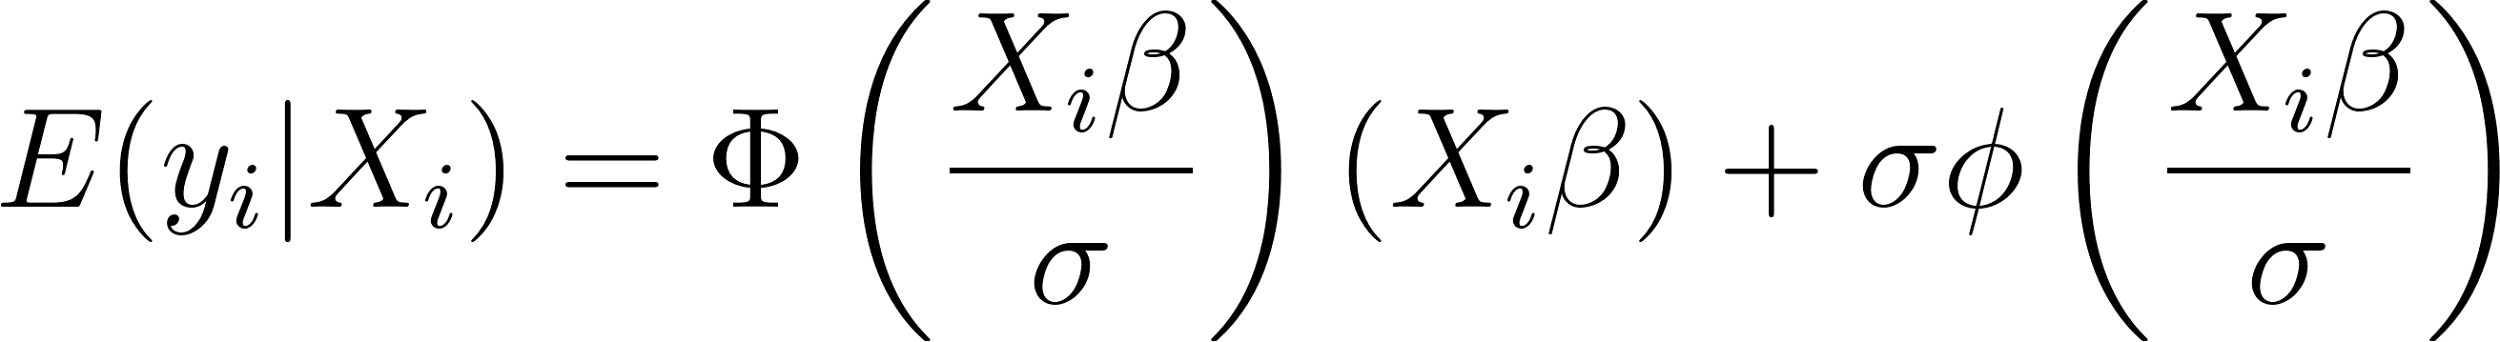 E(y_i|X_i) = Φ(X_iβ/σ)(X_iβ) + σϕ(X_iβ/σ)